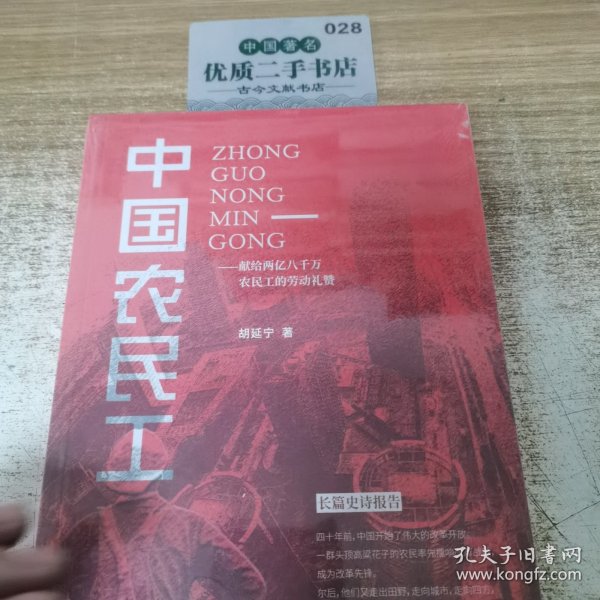 028
中国著名
优质二手书店
古今文献书店
中国农民工
ZHONG
GUO
NONG
MIN —
GONG
——献给两亿八千万
农民工的劳动礼赞
胡延宁 著
长篇史诗报告
四十年前,中国开始了伟大的改革开放
一群头顶高粱花子的农民率先
成为改革先锋。
尔后,他们又走出田野,走向城市,走向四方,
孔夫子旧书网
www.kongfz.com